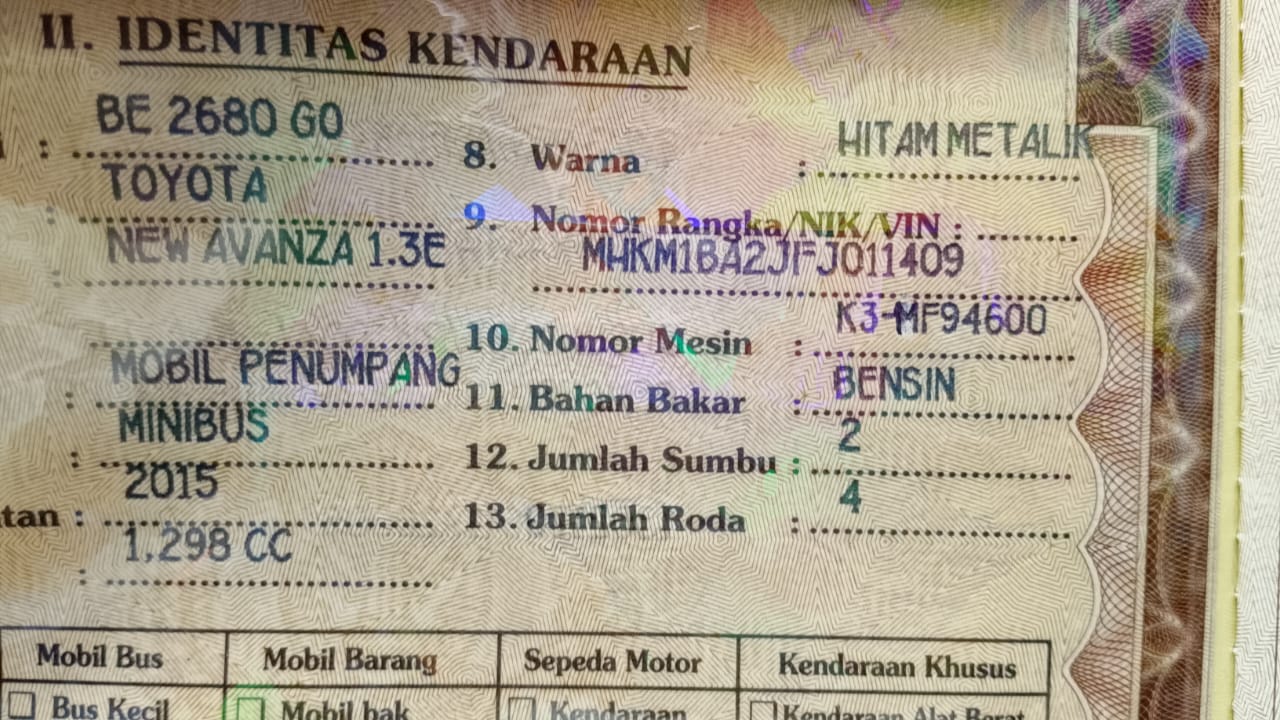 II. IDENTITAS KENDARAAN
: BE 2680 GO
: TOYOTA
: NEW AVANZA 1.3E
: MOBIL PENUMPANG
: MINIBUS
tan : 2015
: 1.298 CC
8. Warna : HITAM METALIK
9. Nomor Rangka/NIK/VIN :
MHKM1BA2JFJ011409
10. Nomor Mesin : K3-MF94600
11. Bahan Bakar : BENSIN
12. Jumlah Sumbu : 2
13. Jumlah Roda : 4
Mobil Bus Mobil Barang Sepeda Motor Kendaraan Khusus
Bus Kecil Mobil bak Kendaraan Kendaraan Alat Berat